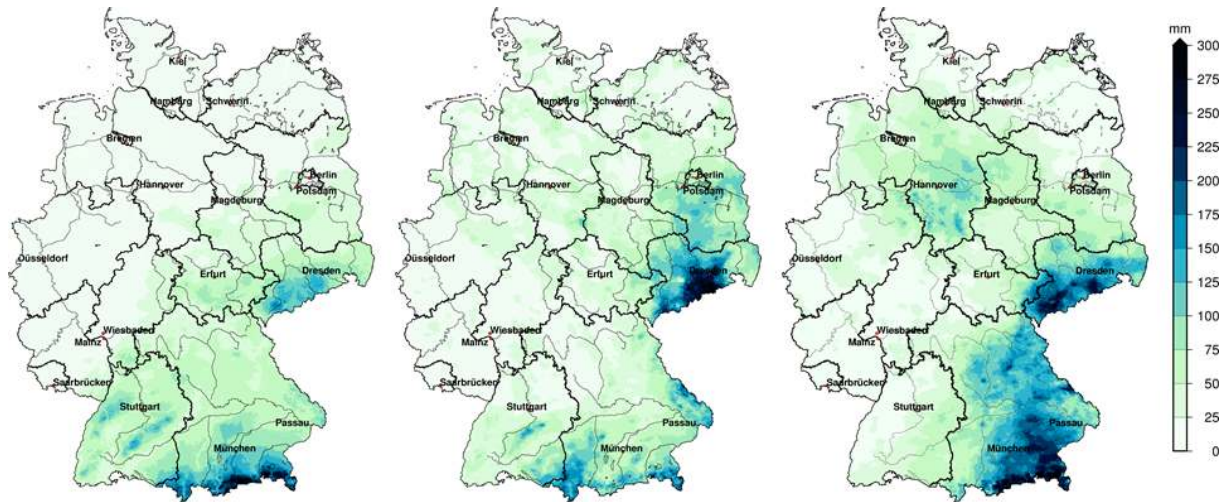 Kiel
Hamburg
Schwerin
Bremen
Berlin
Potsdam
Hannover
Magdeburg
Düsseldorf
Erfurt
Dresden
Wiesbaden
Mainz
Saarbrücken
Stuttgart
Passau
München
Kiel
Hamburg
Schwerin
Bremen
Berlin
Potsdam
Hannover
Magdeburg
Düsseldorf
Erfurt
Dresden
Wiesbaden
Mainz
Saarbrücken
Stuttgart
Passau
München
Kiel
Hamburg
Schwerin
Bremen
Berlin
Potsdam
Hannover
Magdeburg
Düsseldorf
Erfurt
Dresden
Wiesbaden
Mainz
Saarbrücken
Stuttgart
Passau
München
mm
300
275
250
225
200
175
150
125
100
75
50
25
0